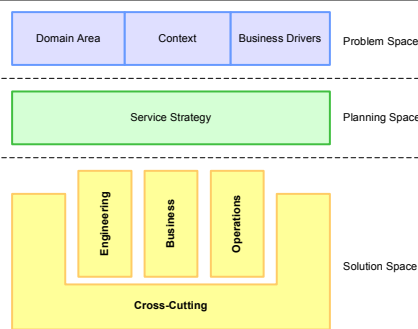 Domain Area
Context
Business Drivers
Problem Space
Service Strategy
Planning Space
Engineering
Business
Operations
Solution Space
Cross-Cutting